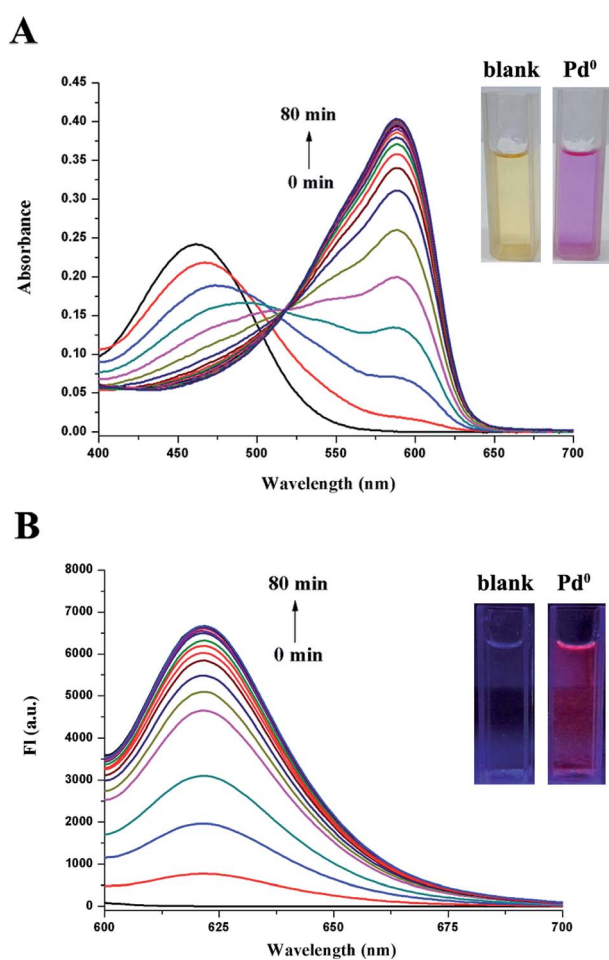 A
blank Pd⁰
0.45
0.40
0.35
0.30
0.25
0.20
0.15
0.10
0.05
0.00
Absorbance
80 min
0 min
400 450 500 550 600 650 700
Wavelength (nm)
B
blank Pd⁰
8000
7000
6000
5000
4000
3000
2000
1000
0
FI (a.u.)
80 min
0 min
600 625 650 675 700
Wavelength (nm)